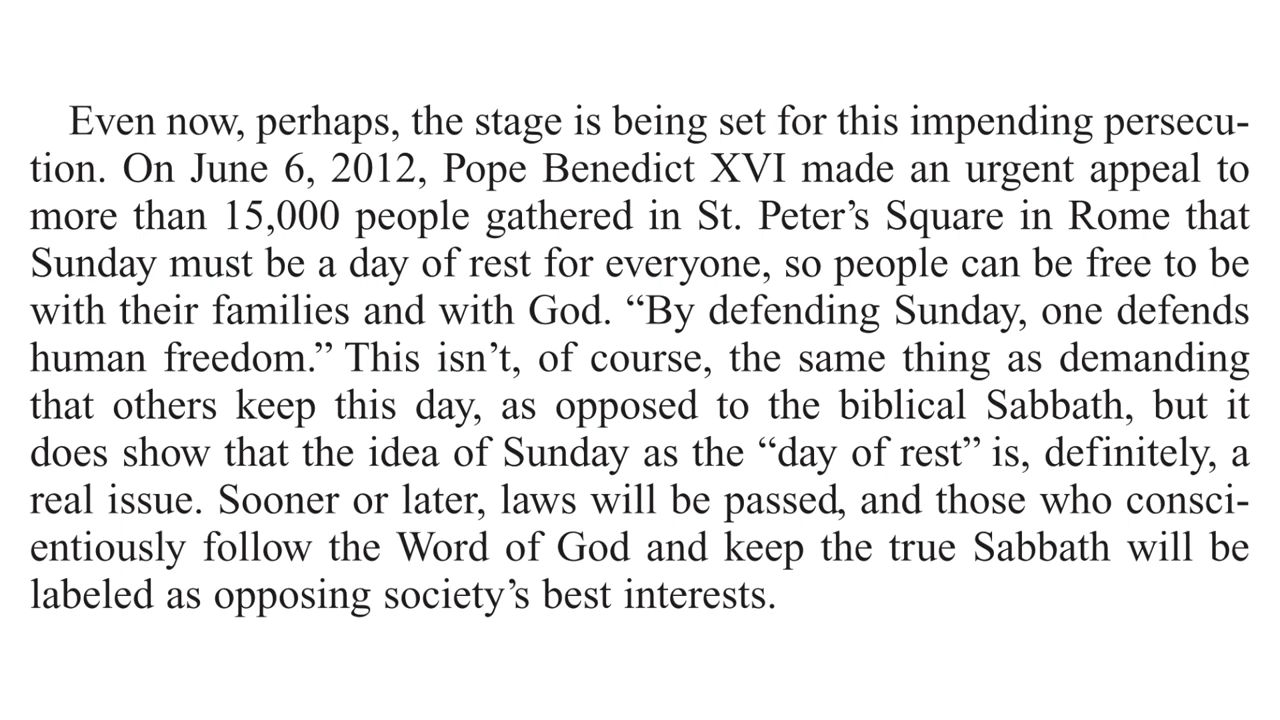 Even now, perhaps, the stage is being set for this impending persecu-
tion. On June 6, 2012, Pope Benedict XVI made an urgent appeal to
more than 15,000 people gathered in St. Peter’s Square in Rome that
Sunday must be a day of rest for everyone, so people can be free to be
with their families and with God. “By defending Sunday, one defends
human freedom.” This isn’t, of course, the same thing as demanding
that others keep this day, as opposed to the biblical Sabbath, but it
does show that the idea of Sunday as the “day of rest” is, definitely, a
real issue. Sooner or later, laws will be passed, and those who consci-
entiously follow the Word of God and keep the true Sabbath will be
labeled as opposing society’s best interests.